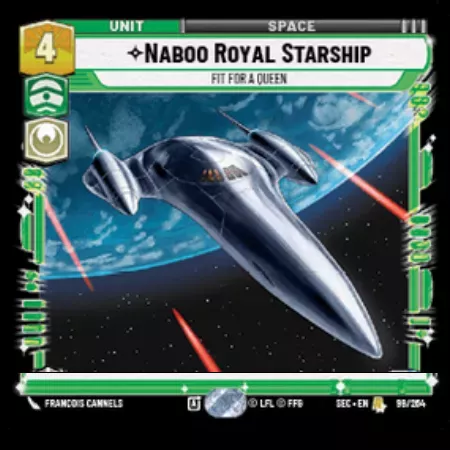 UNIT SPACE
4
NABOO ROYAL STARSHIP
FIT FOR A QUEEN
FRANCOIS CANNELS A © LFL ® FFG SEC • EN 99/264